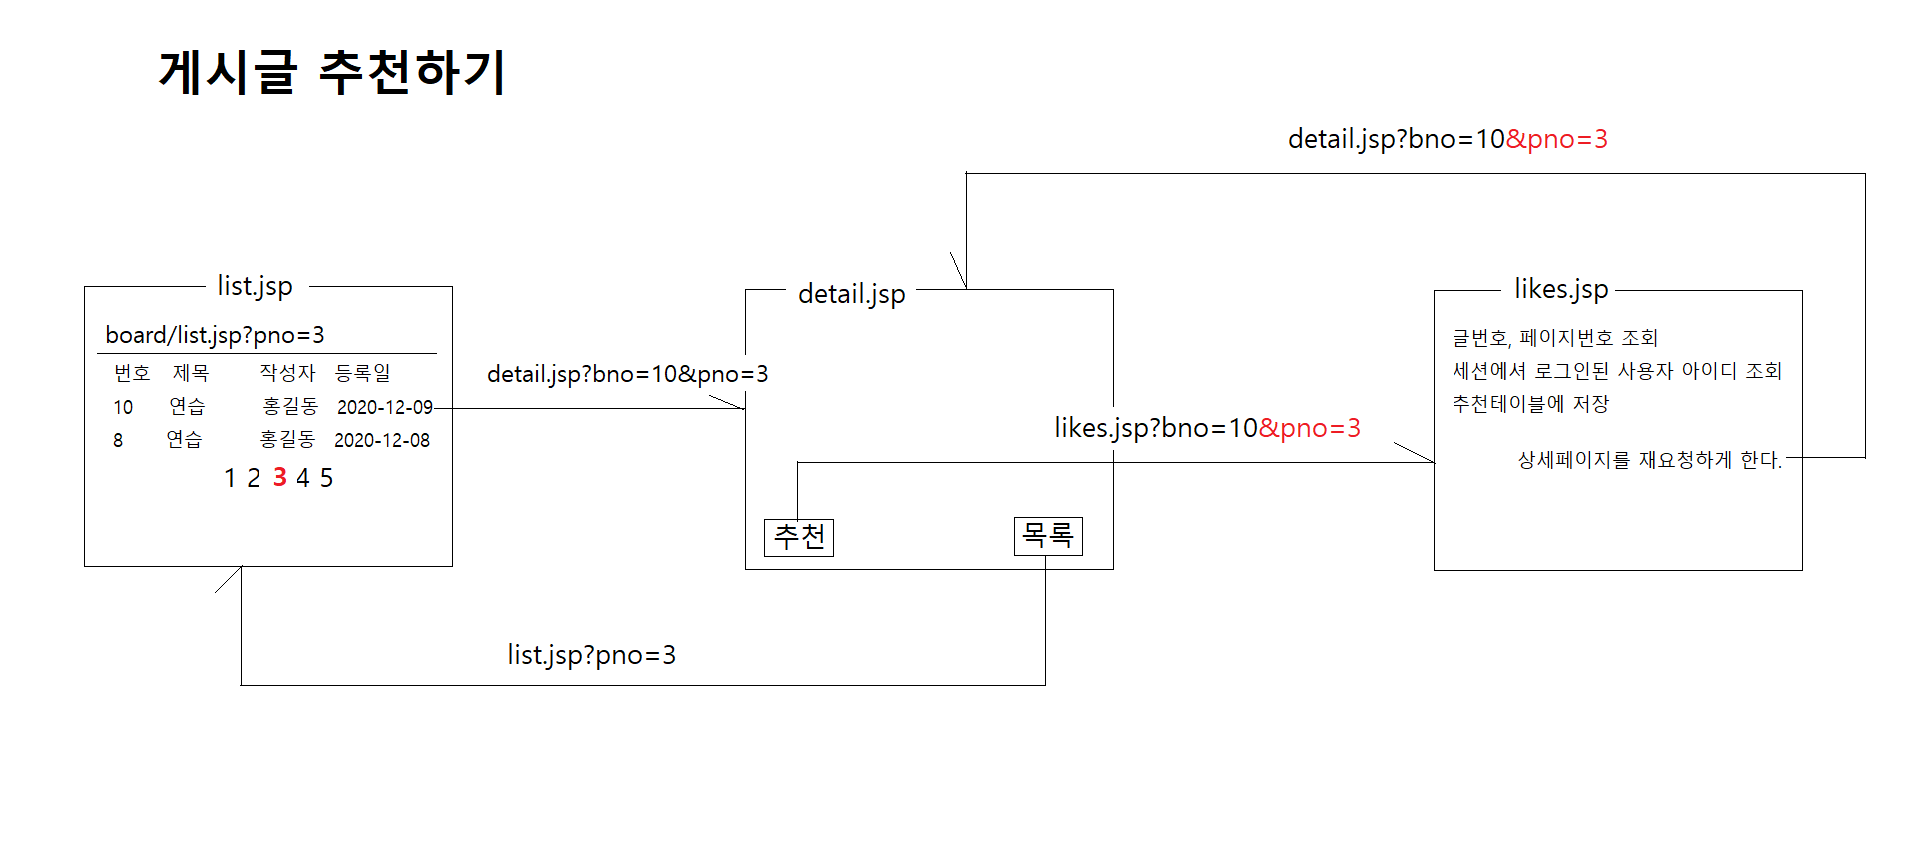 게시글 추천하기
detail.jsp?bno=10&pno=3
list.jsp
board/list.jsp?pno=3
번호 제목 작성자 등록일
10 연습 홍길동 2020-12-09
8 연습 홍길동 2020-12-08
1 2 3 4 5
detail.jsp?bno=10&pno=3
detail.jsp
likes.jsp?bno=10&pno=3
추천 목록
likes.jsp
글번호, 페이지번호 조회
세션에셔 로그인된 사용자 아이디 조회
추천테이블에 저장
상세페이지를 재요청하게 한다.
list.jsp?pno=3